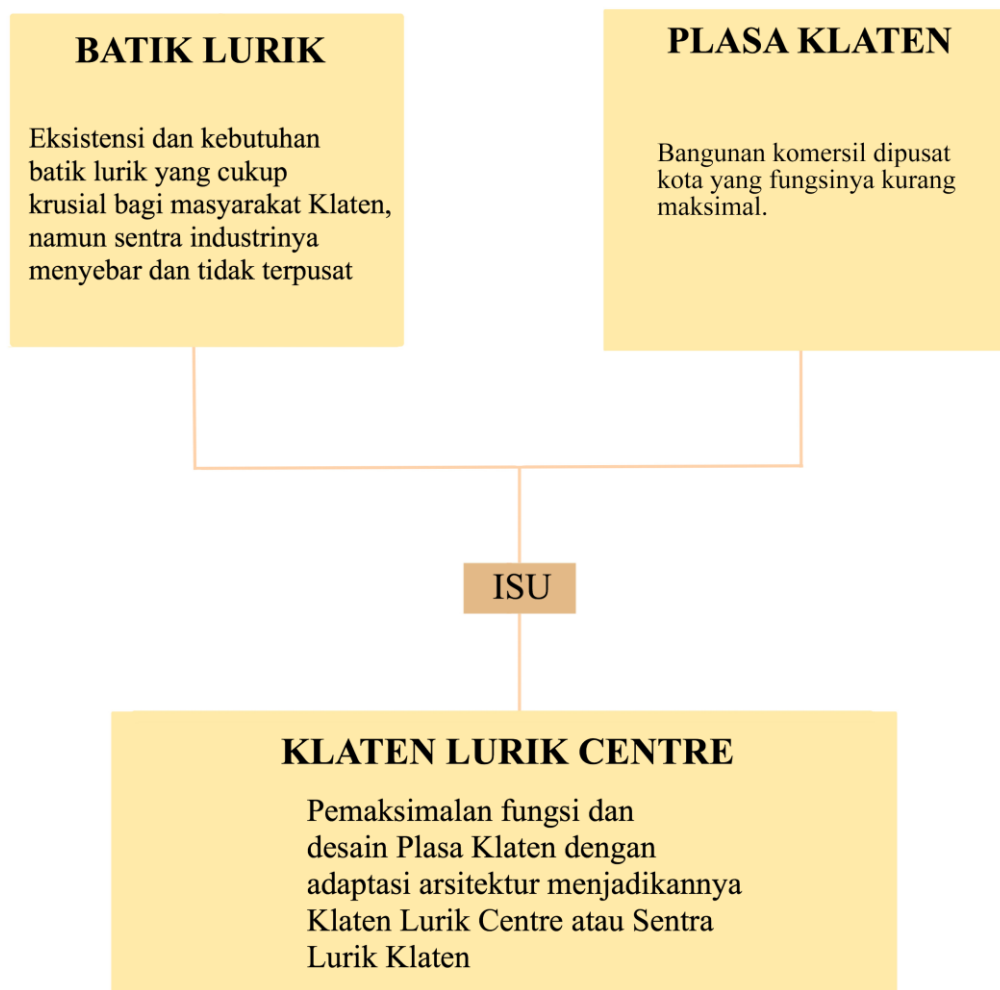 BATIK LURIK
Eksistensi dan kebutuhan
batik lurik yang cukup
krusial bagi masyarakat Klaten,
namun sentra industrinya
menyebar dan tidak terpusat
PLASA KLATEN
Bangunan komersil dipusat
kota yang fungsinya kurang
maksimal.
ISU
KLATEN LURIK CENTRE
Pemaksimalan fungsi dan
desain Plasa Klaten dengan
adaptasi arsitektur menjadikannya
Klaten Lurik Centre atau Sentra
Lurik Klaten